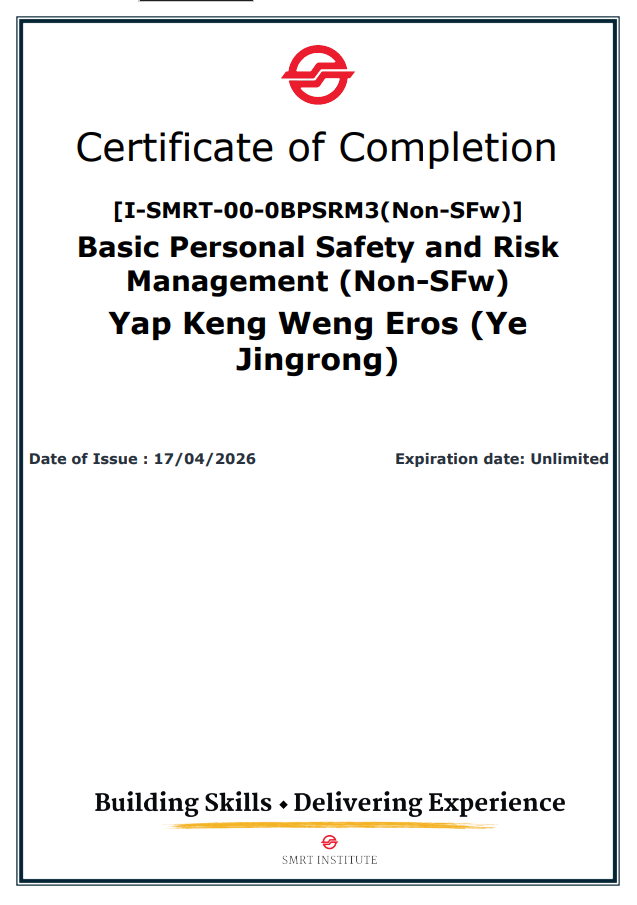 Certificate of Completion
[I-SMRT-00-0BPSRM3(Non-SFw)]
Basic Personal Safety and Risk
Management (Non-SFw)
Yap Keng Weng Eros (Ye
Jingrong)
Date of Issue : 17/04/2026
Expiration date: Unlimited
Building Skills ⬥ Delivering Experience
SMRT INSTITUTE